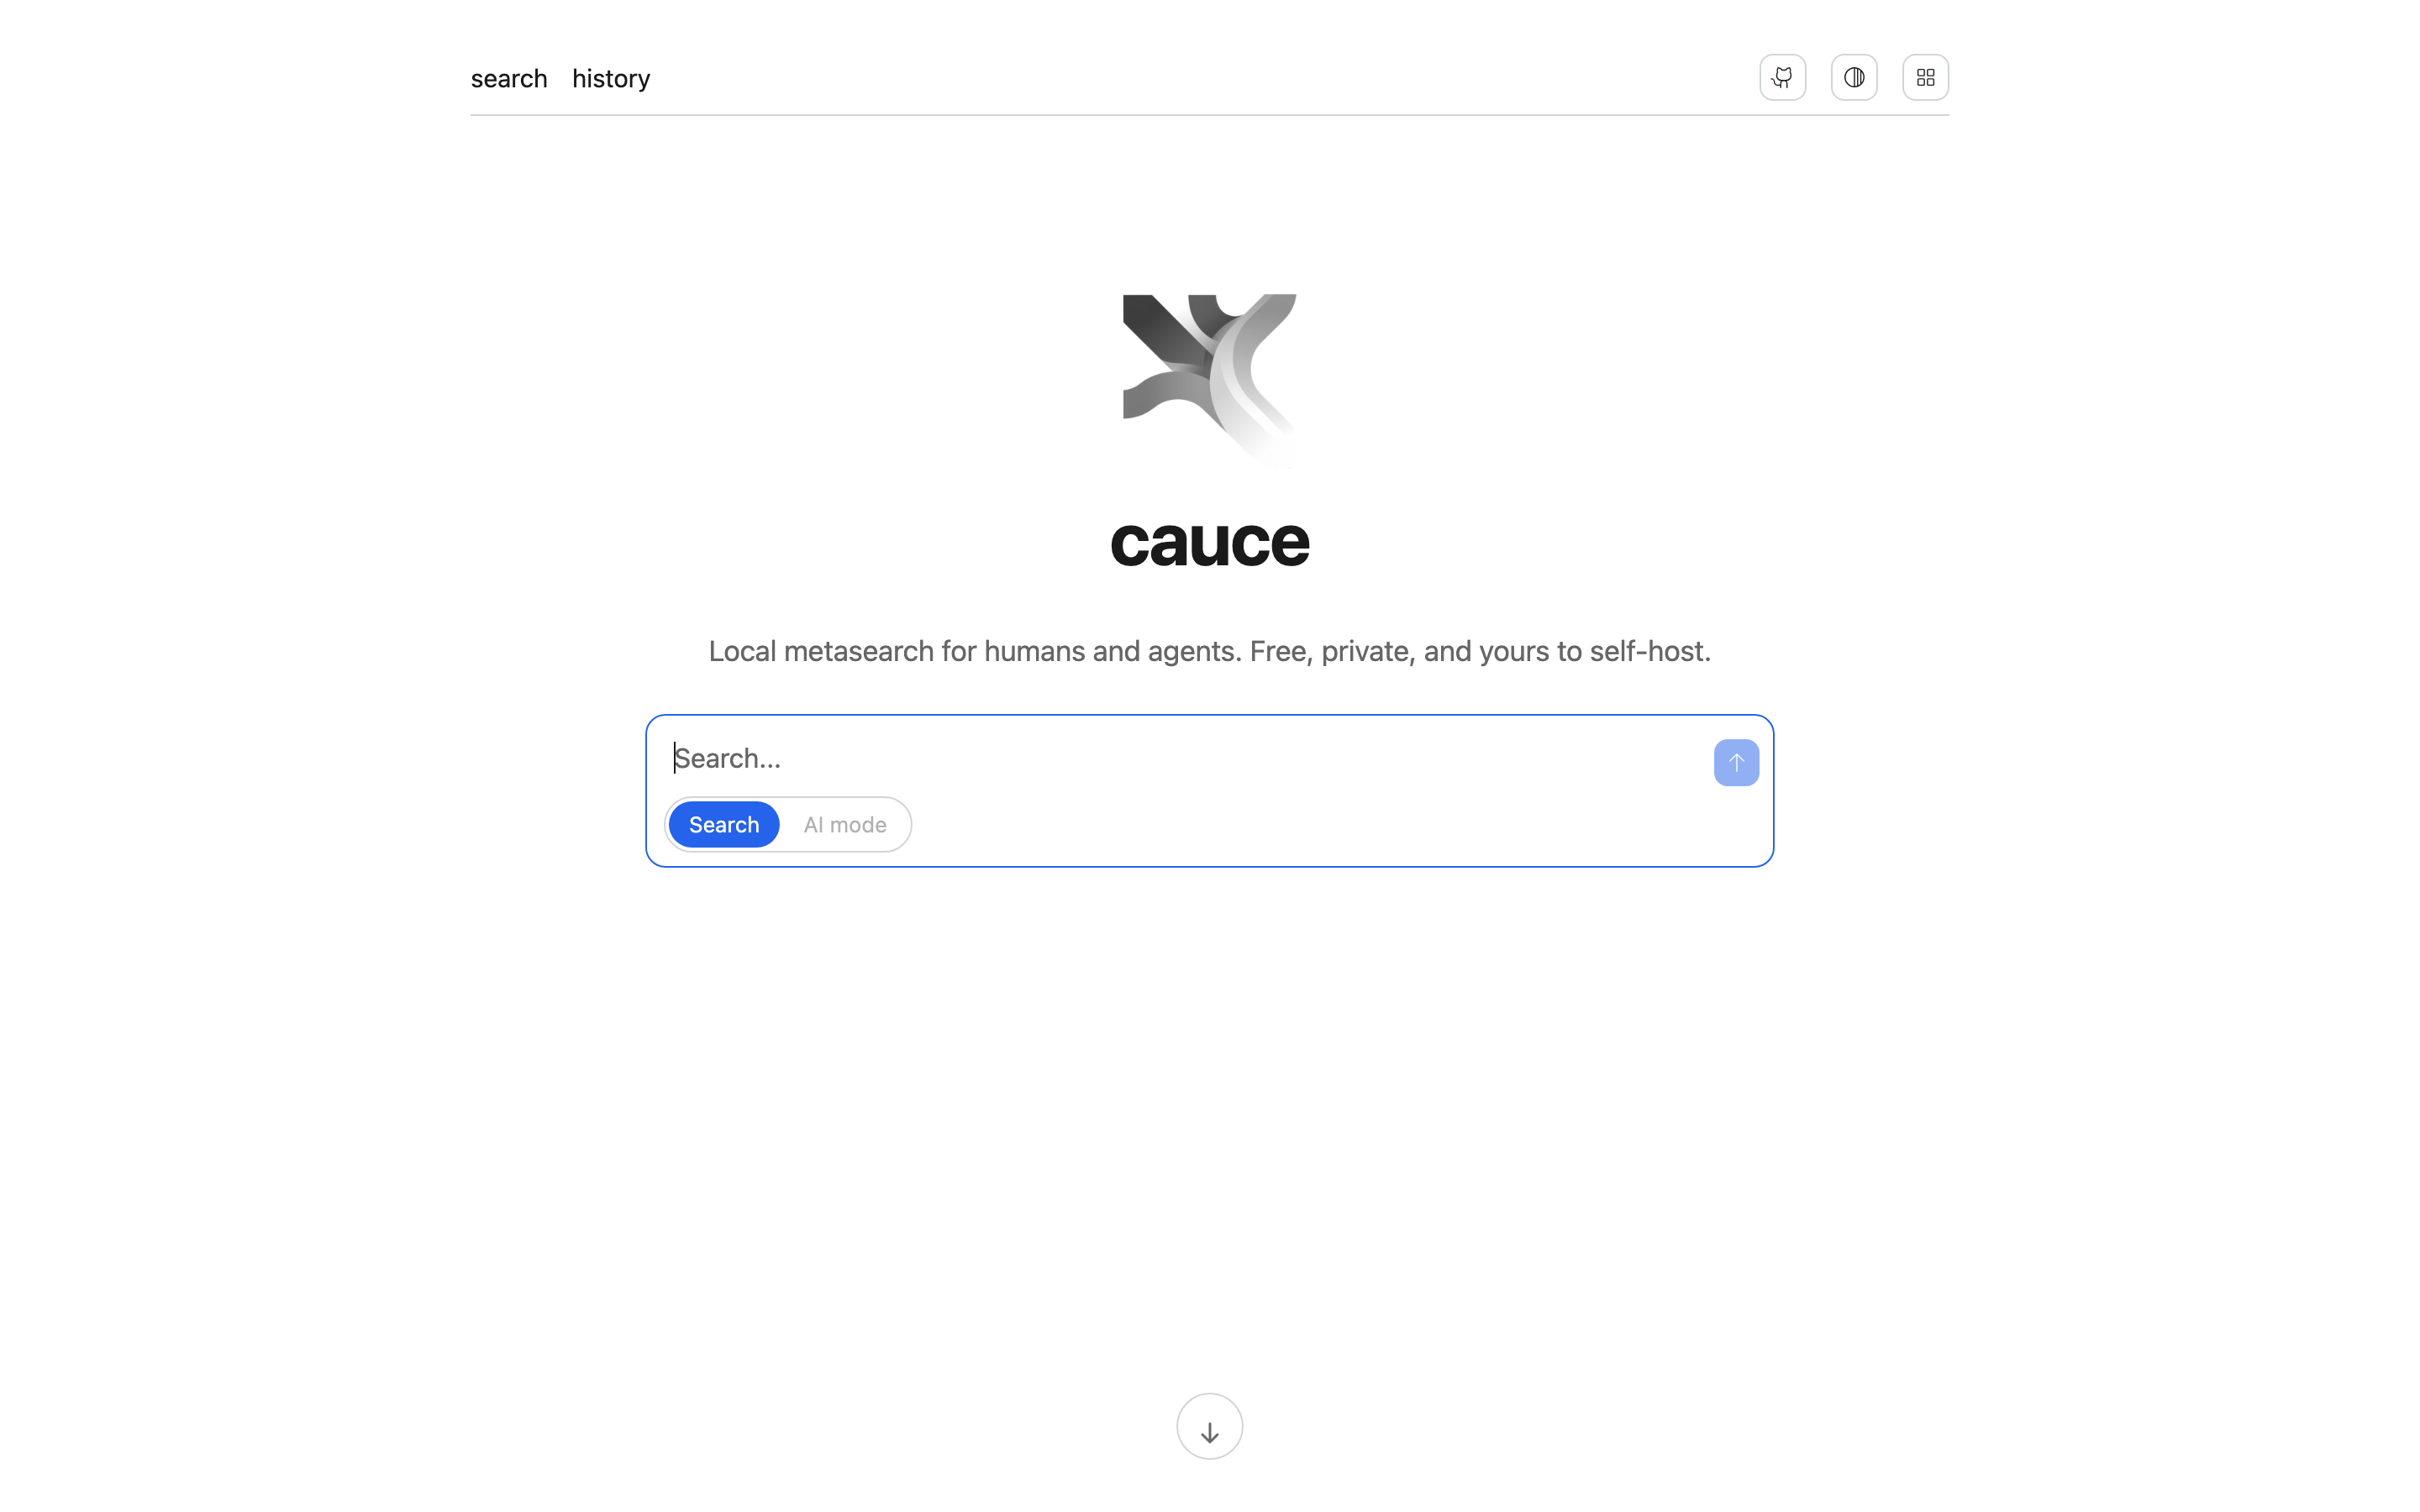 search history
cauce
Local metasearch for humans and agents. Free, private, and yours to self-host.
Search...
Search AI mode